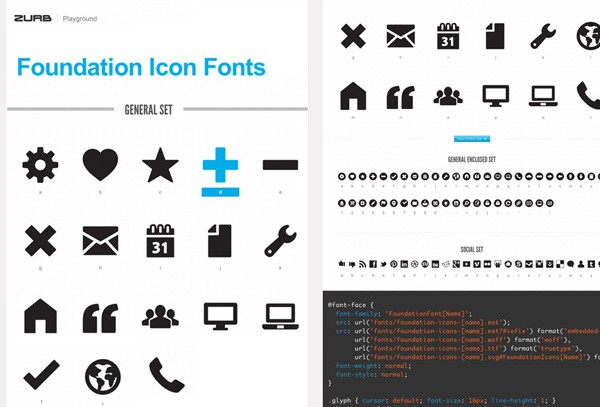 ZURB Playground
Foundation Icon Fonts
GENERAL SET
a b c d e
31
g h i j k
m n o p q
31
g h i j k
m n o p q
GENERAL ENCLOSED SET
SOCIAL SET
@font-face {
font-family: 'FoundationFont[Name]';
src: url('fonts/foundation-icons-[name].eot');
src: url('fonts/foundation-icons-[name].eot?#iefix') format('embedded-
url('fonts/foundation-icons-[name].woff') format('woff'),
url('fonts/foundation-icons-[name].ttf') format('truetype'),
url('fonts/foundation-icons-[name].svg#FoundationIcons[Name]') fo
font-weight: normal;
font-style: normal;
}
.glyph { cursor: default; font-size: 16px; line-height: 1; }